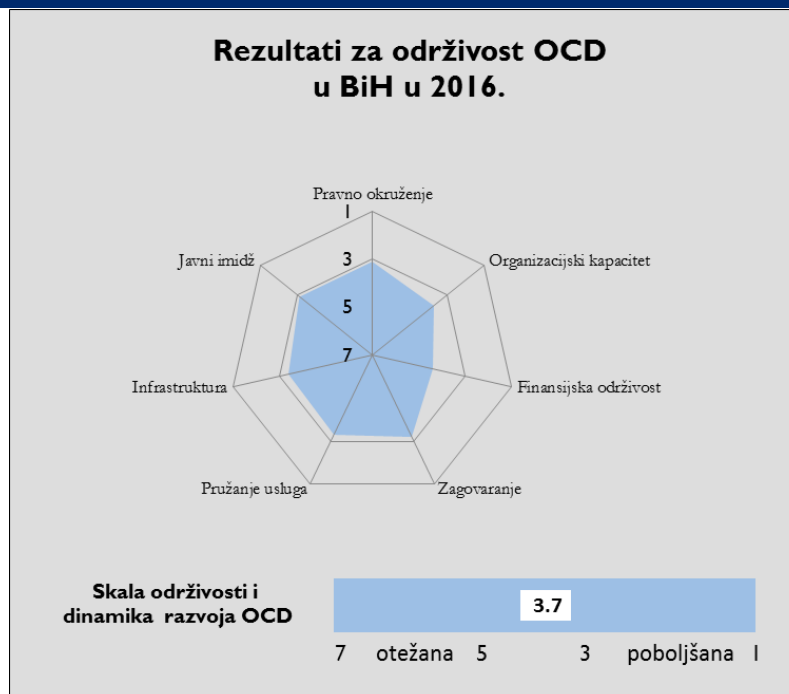 Rezultati za održivost OCD
u BiH u 2016.
Pravno okruženje
1
Javni imidž
3
Organizacijski kapacitet
5
7
Infrastruktura
Finansijska održivost
Pružanje usluga
Zagovaranje
Skala održivosti i
dinamika razvoja OCD
3.7
7 otežana 5 3 poboljšana 1